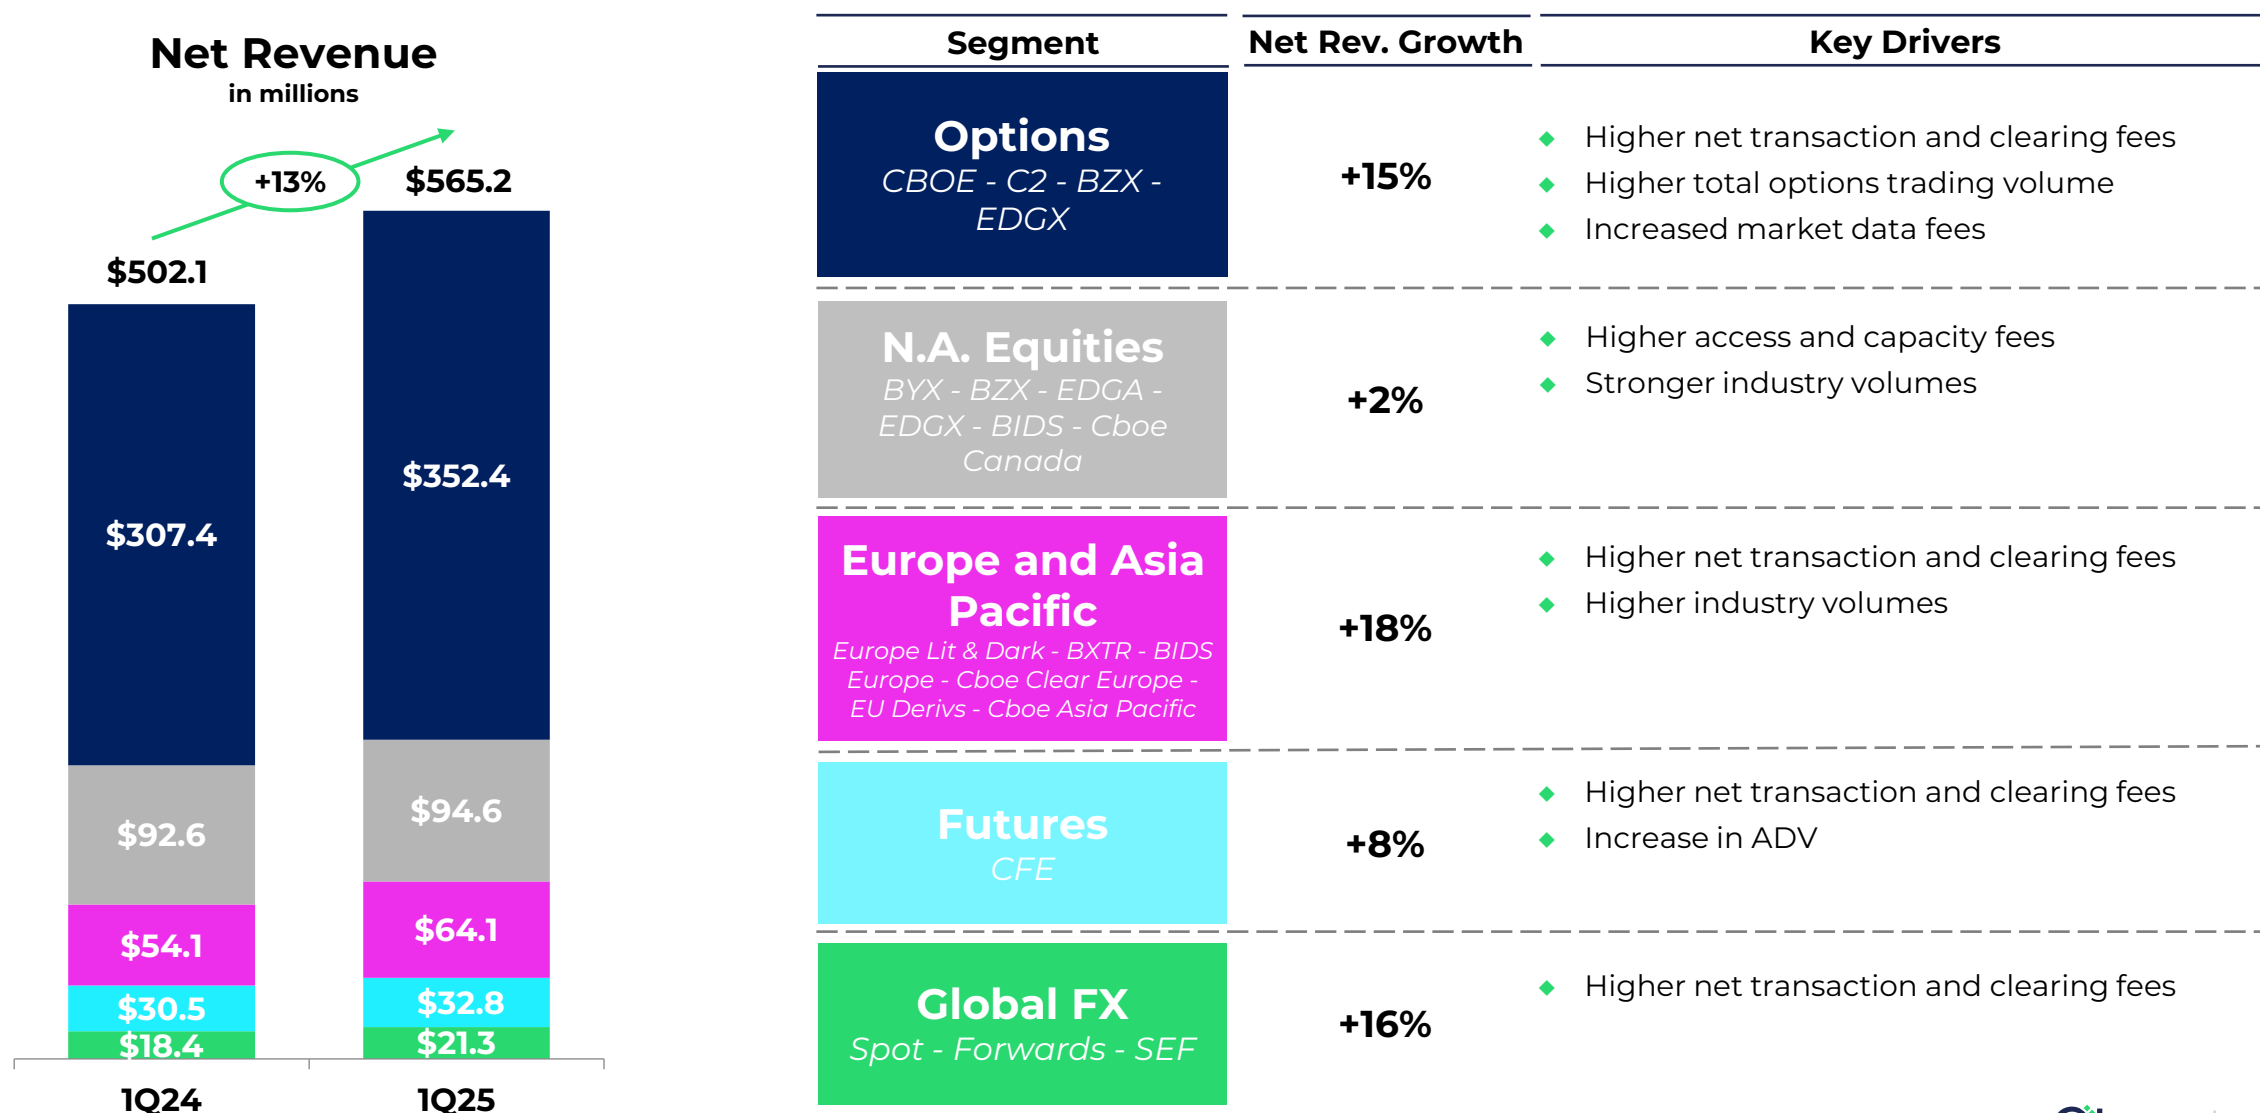 Net Revenue
in millions
+13%
$502.1
$565.2
$307.4
$352.4
$92.6
$94.6
$54.1
$64.1
$30.5
$32.8
$18.4
$21.3
1Q24
1Q25
Segment
Net Rev. Growth
Key Drivers
Options
CBOE - C2 - BZX -
EDGX
+15%
Higher net transaction and clearing fees
Higher total options trading volume
Increased market data fees
N.A. Equities
BYX - BZX - EDGA -
EDGX - BIDS - Cboe
Canada
+2%
Higher access and capacity fees
Stronger industry volumes
Europe and Asia
Pacific
Europe Lit & Dark - BXTR - BIDS
Europe - Cboe Clear Europe -
EU Derivs - Cboe Asia Pacific
+18%
Higher net transaction and clearing fees
Higher industry volumes
Futures
CFE
+8%
Higher net transaction and clearing fees
Increase in ADV
Global FX
Spot - Forwards - SEF
+16%
Higher net transaction and clearing fees